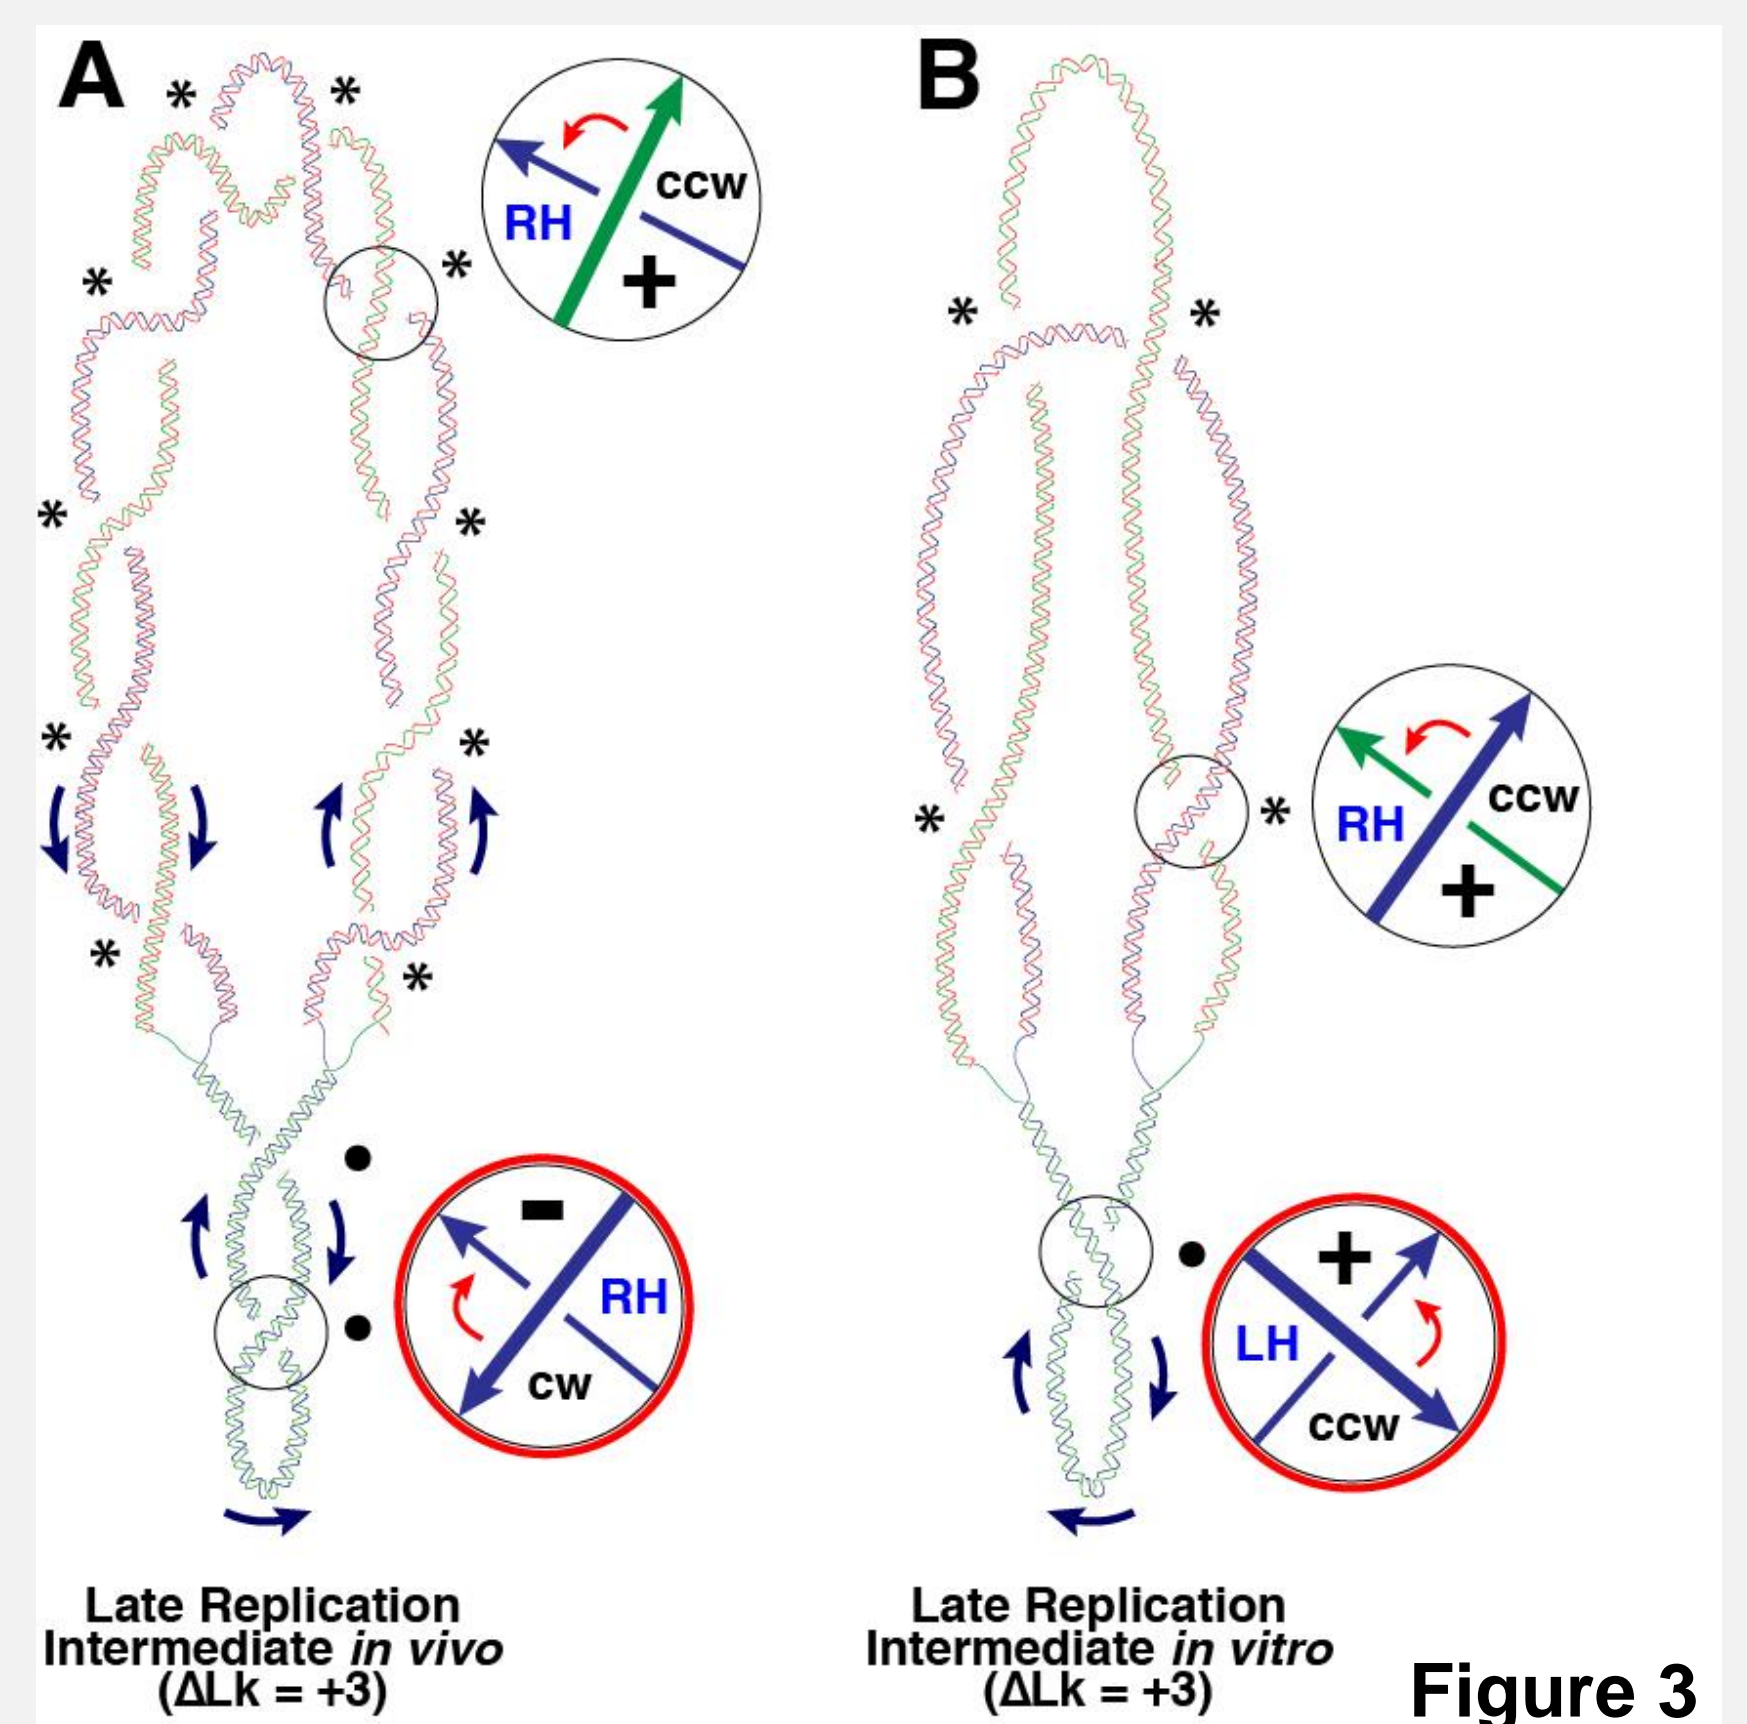 A
B
*
*
ccw
RH
+
*
*
*
*
*
*
*
*
*
*
ccw
RH
+
*
*
*
*
●
-
RH
cw
●
●
+
LH
ccw
Late Replication
Intermediate in vivo
(ΔLk = +3)
Late Replication
Intermediate in vitro
(ΔLk = +3)
Figure 3